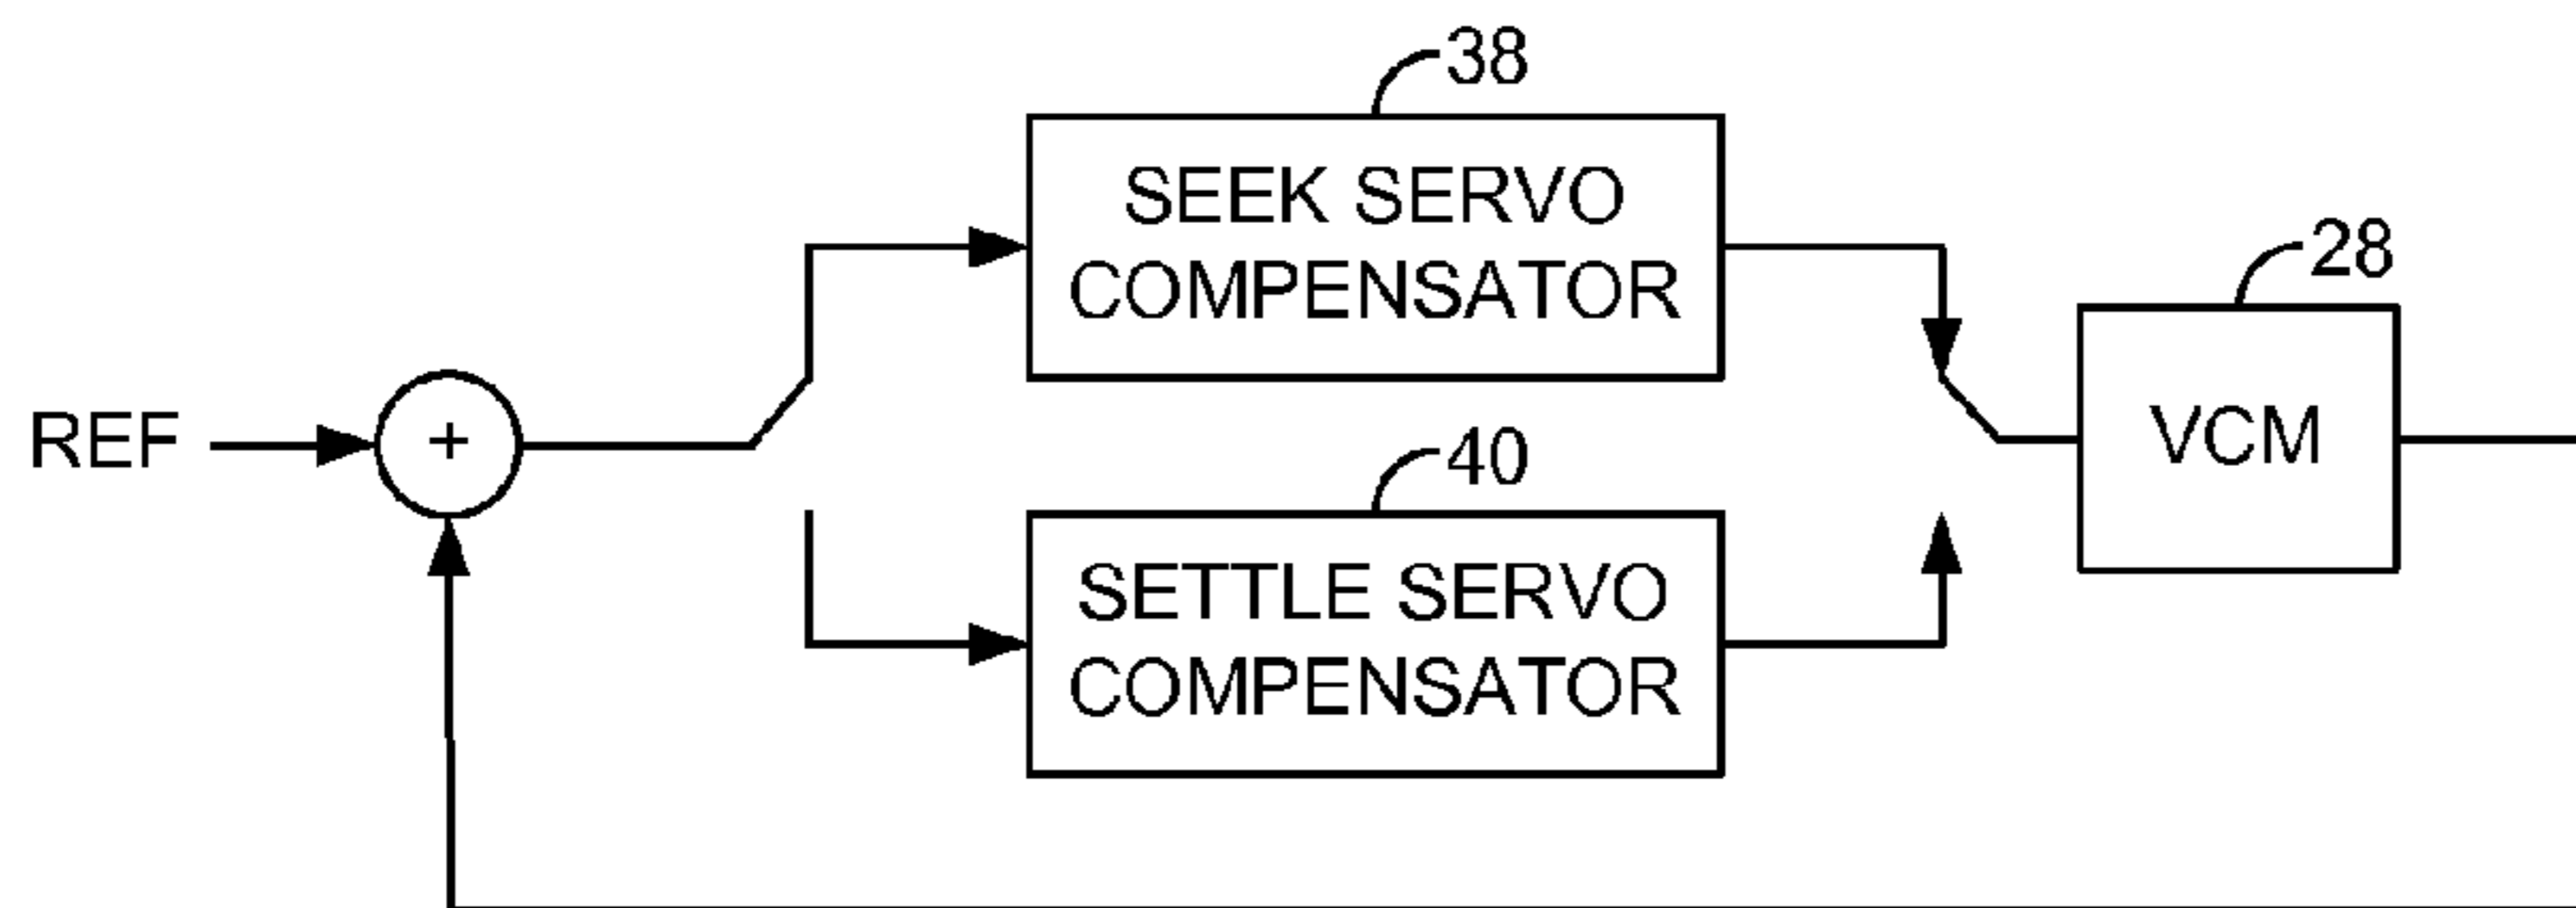 38
SEEK SERVO
COMPENSATOR
28
REF
+
VCM
40
SETTLE SERVO
COMPENSATOR